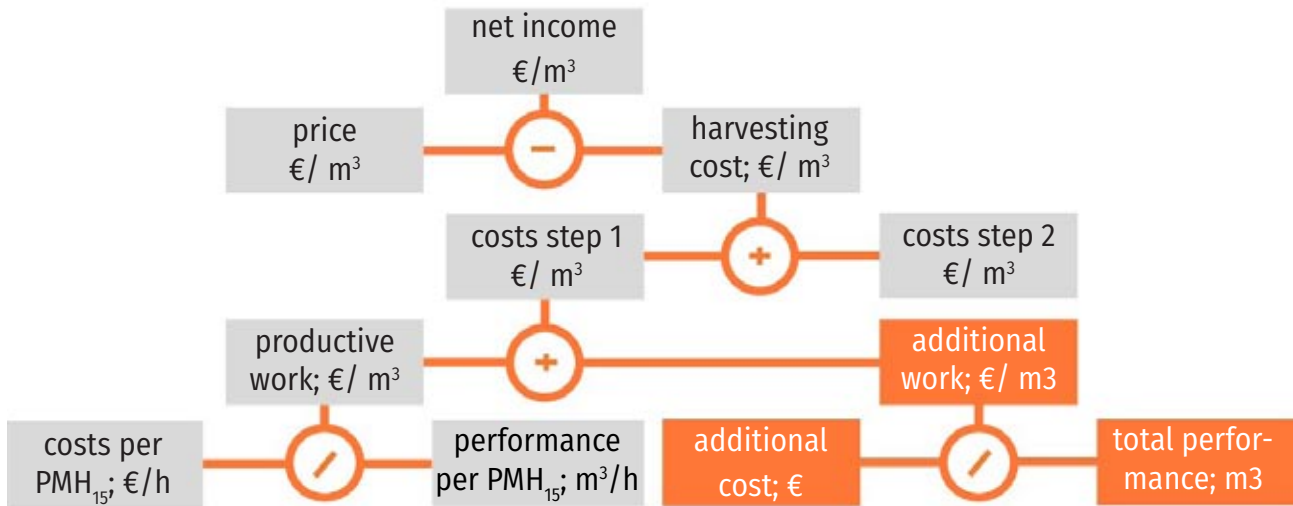 net income
€/m³
price
€/ m³
−
harvesting
cost; €/ m³
costs step 1
€/ m³
+
costs step 2
€/ m³
productive
work; €/ m³
+
additional
work; €/ m3
costs per
PMH₁₅; €/h
/
performance
per PMH₁₅; m³/h
additional
cost; €
/
total perfor-
mance; m3